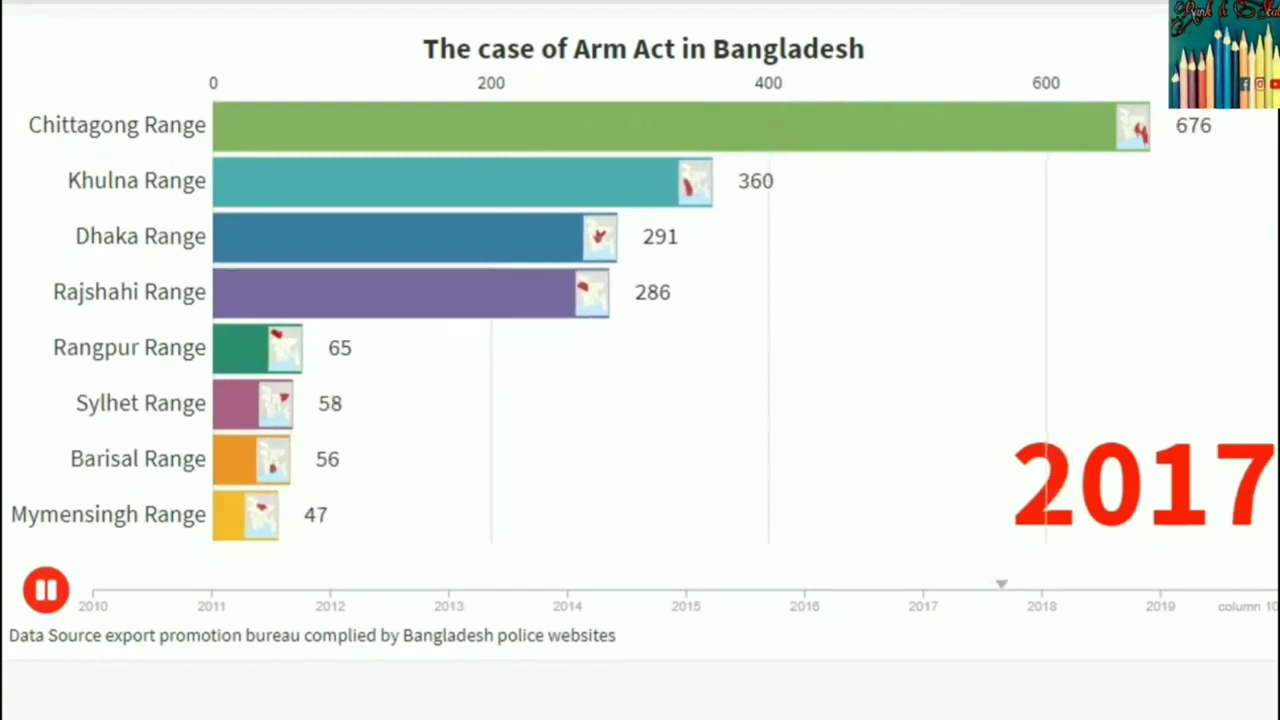 The case of Arm Act in Bangladesh
0 200 400 600
Chittagong Range 676
Khulna Range 360
Dhaka Range 291
Rajshahi Range 286
Rangpur Range 65
Sylhet Range 58
Barisal Range 56
Mymensingh Range 47
2017
2010 2011 2012 2013 2014 2015 2016 2017 2018 2019 column 10
Data Source export promotion bureau complied by Bangladesh police websites